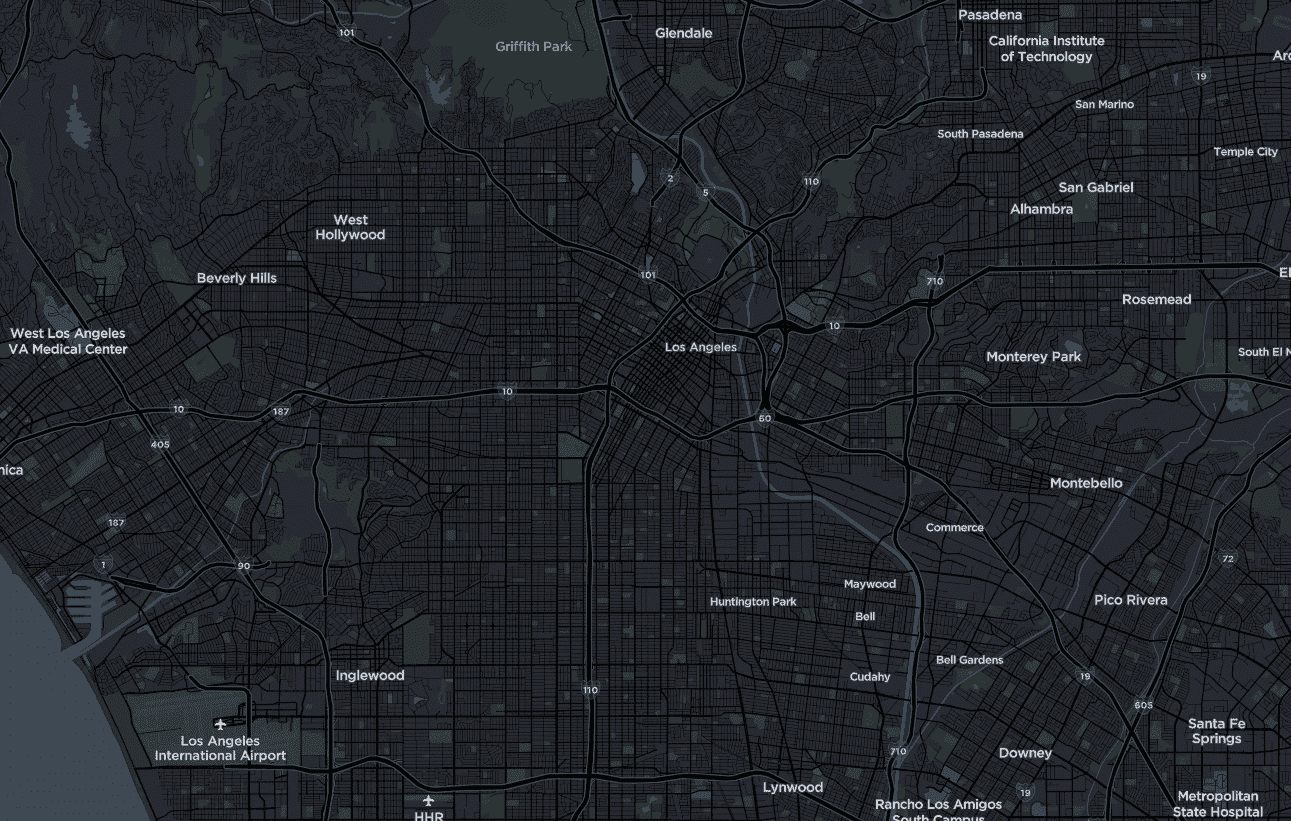 Pasadena
101
Glendale
California Institute
of Technology
Griffith Park
19
San Marino
South Pasadena
Temple City
2
110
5
San Gabriel
Alhambra
West
Hollywood
Beverly Hills
101
710
El
Rosemead
10
West Los Angeles
VA Medical Center
Los Angeles
Monterey Park
South El
10
10
187
60
405
nica
Montebello
187
Commerce
1
90
72
Maywood
Huntington Park
Pico Rivera
Bell
Bell Gardens
Inglewood
Cudahy
19
110
605
Santa Fe
Springs
Los Angeles
International Airport
710
Downey
Lynwood
19
Rancho Los Amigos
South Campus
Metropolitan
State Hospital
HHR